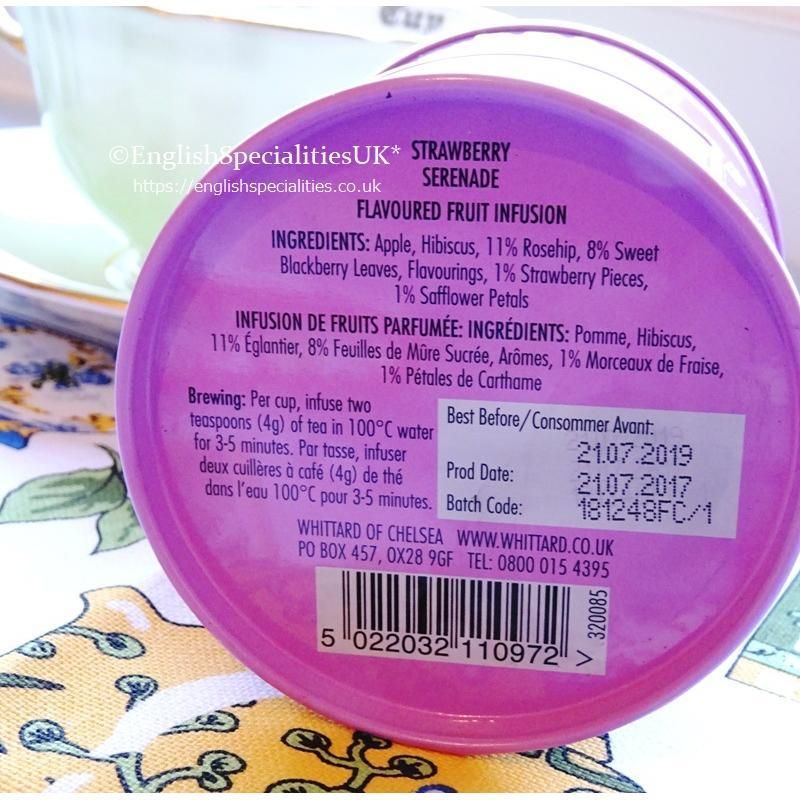 Cup
©EnglishSpecialitiesUK*
https://englishspecialities.co.uk
STRAWBERRY
SERENADE
FLAVOURED FRUIT INFUSION
INGREDIENTS: Apple, Hibiscus, 11% Rosehip, 8% Sweet
Blackberry Leaves, Flavourings, 1% Strawberry Pieces,
1% Safflower Petals
INFUSION DE FRUITS PARFUMÉE: INGRÉDIENTS: Pomme, Hibiscus,
11% Églantier, 8% Feuilles de Mûre Sucrée, Arômes, 1% Morceaux de Fraise,
1% Pétales de Carthame
Brewing: Per cup, infuse two
teaspoons (4g) of tea in 100°C water
for 3-5 minutes. Par tasse, infuser
deux cuillères à café (4g) de thé
dans l'eau 100°C pour 3-5 minutes.
Best Before/Consommer Avant:
21.07.2019
Prod Date: 21.07.2017
Batch Code: 181248FC/1
WHITTARD OF CHELSEA WWW.WHITTARD.CO.UK
PO BOX 457, OX28 9GF TEL: 0800 015 4395
320085
5 022032 110972 >